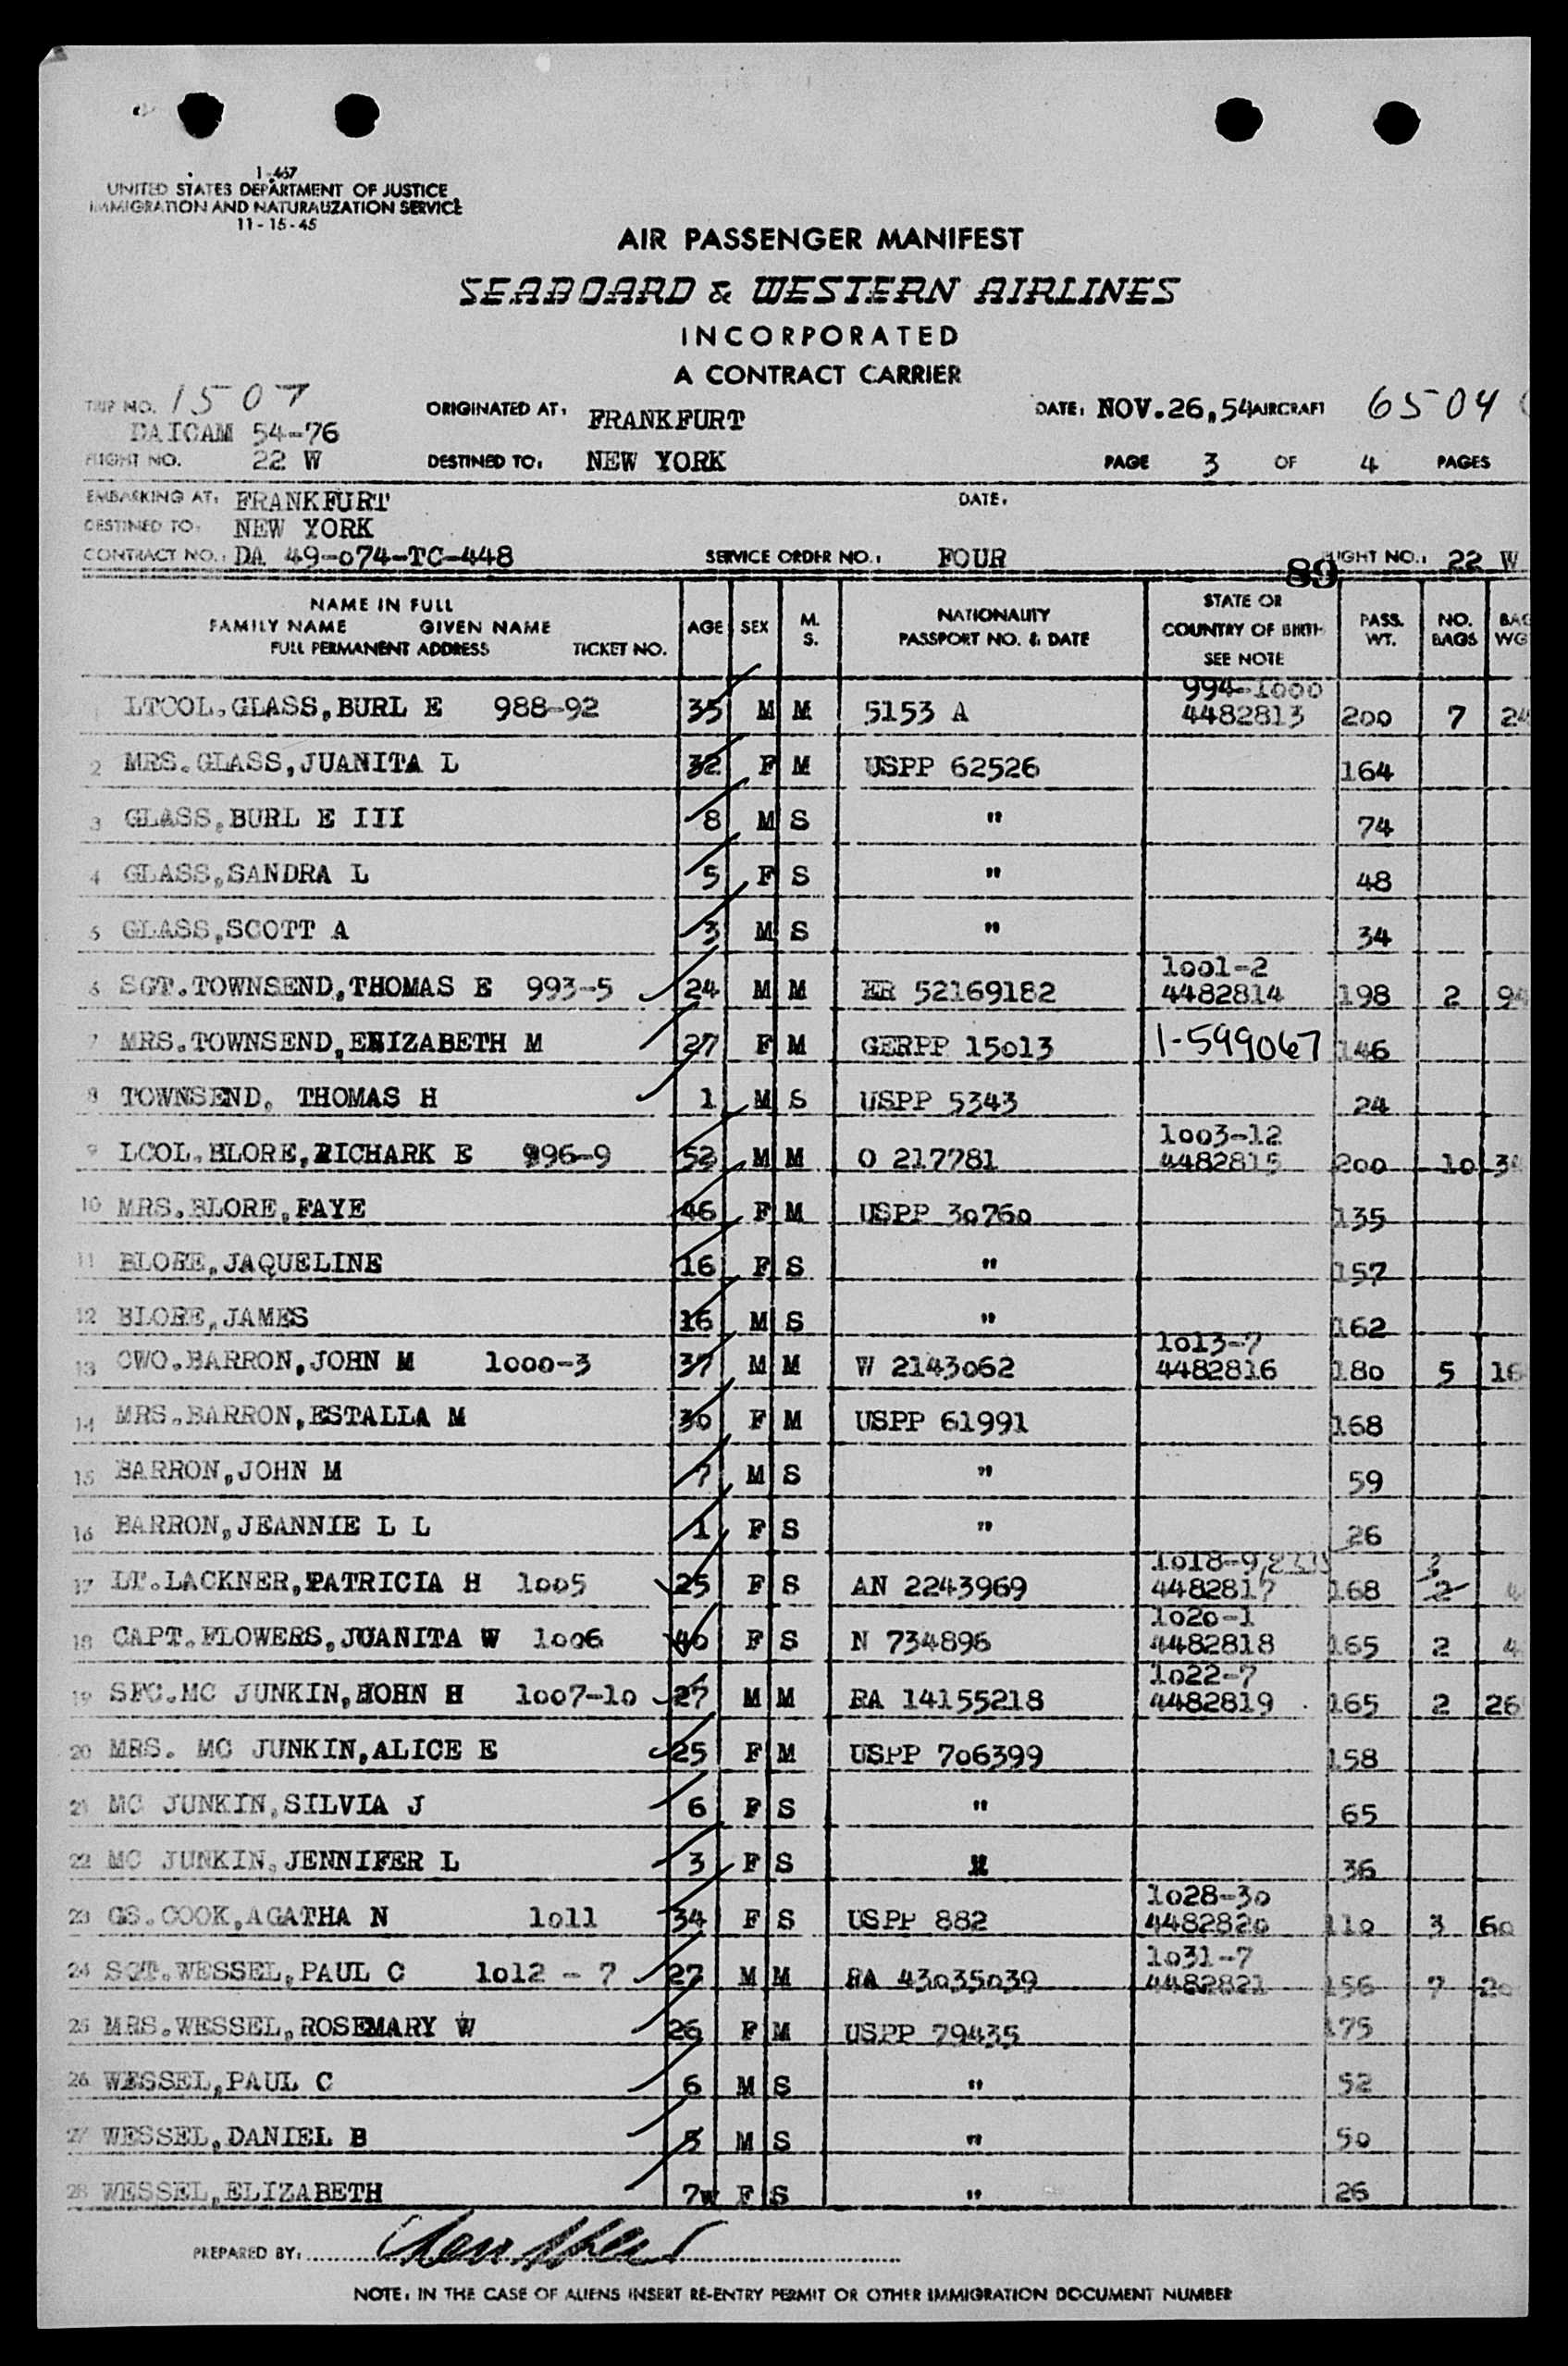 1-467
UNITED STATES DEPARTMENT OF JUSTICE
IMMIGRATION AND NATURALIZATION SERVICE
11-15-45
AIR PASSENGER MANIFEST
SEABOARD & WESTERN AIRLINES
INCORPORATED
A CONTRACT CARRIER
TRIP NO. 1507 ORIGINATED AT: FRANKFURT DATE: NOV.26,54 AIRCRAFT 6504
DAICAM 54-76
FLIGHT NO. 22 W DESTINED TO: NEW YORK PAGE 3 OF 4 PAGES
EMBARKING AT: FRANKFURT DATE:
DESTINED TO: NEW YORK
CONTRACT NO.: DA 49-074-TC-448 SERVICE ORDER NO.: FOUR 89 FLIGHT NO.: 22 W
NAME IN FULL
FAMILY NAME GIVEN NAME
FULL PERMANENT ADDRESS TICKET NO. AGE SEX M. S. NATIONALITY PASSPORT NO. & DATE STATE OR COUNTRY OF BIRTH SEE NOTE PASS. WT. NO. BAGS BAG WG
994-1000
1 LTCOL.GLASS,BURL E 988-92 35 M M 5153 A 4482813 200 7 24
2 MRS.GLASS,JUANITA L 32 F M USPP 62526 164
3 GLASS,BURL E III 8 M S " 74
4 GLASS,SANDRA L 5 F S " 48
5 GLASS,SCOTT A 3 M S " 34
1001-2
6 SGT.TOWNSEND,THOMAS E 993-5 24 M M ER 52169182 4482814 198 2 94
7 MRS.TOWNSEND,ELIZABETH M 27 F M GERPP 15013 1-599067 146
8 TOWNSEND, THOMAS H 1 M S USPP 5343 24
1003-12
9 LCOL.BLORE,RICHARK E 996-9 52 M M O 217781 4482815 200 10 34
10 MRS.BLORE,FAYE 46 F M USPP 30760 135
11 BLORE,JAQUELINE 16 F S " 157
12 BLORE,JAMES 16 M S " 162
1013-7
13 CWO.BARRON,JOHN M 1000-3 37 M M W 2143062 4482816 180 5 16
14 MRS.BARRON,ESTALLA M 30 F M USPP 61991 168
15 BARRON,JOHN M 7 M S " 59
16 BARRON,JEANNIE L L 1 F S " 26
1018-9,
17 LT.LACKNER,PATRICIA H 1005 25 F S AN 2243969 4482817 168 2 3 4
1020-1
18 CAPT.FLOWERS,JUANITA W 1006 40 F S N 734896 4482818 165 2 4
1022-7
19 SFC.MC JUNKIN,JOHN H 1007-10 27 M M RA 14155218 4482819 165 2 26
20 MRS. MC JUNKIN,ALICE E 25 F M USPP 706399 158
21 MC JUNKIN,SILVIA J 6 F S " 65
22 MC JUNKIN,JENNIFER L 3 F S " 36
1028-30
23 GS.COOK,AGATHA N 1011 34 F S USPP 882 4482820 110 3 60
1031-7
24 SGT.WESSEL,PAUL C 1012 - 7 27 M M RA 43035039 4482821 156 7 20
25 MRS.WESSEL,ROSEMARY W 26 F M USPP 79435 175
26 WESSEL,PAUL C 6 M S " 52
27 WESSEL,DANIEL B 5 M S " 50
28 WESSEL,ELIZABETH 7w F S " 26
PREPARED BY:
NOTE: IN THE CASE OF ALIENS INSERT RE-ENTRY PERMIT OR OTHER IMMIGRATION DOCUMENT NUMBER